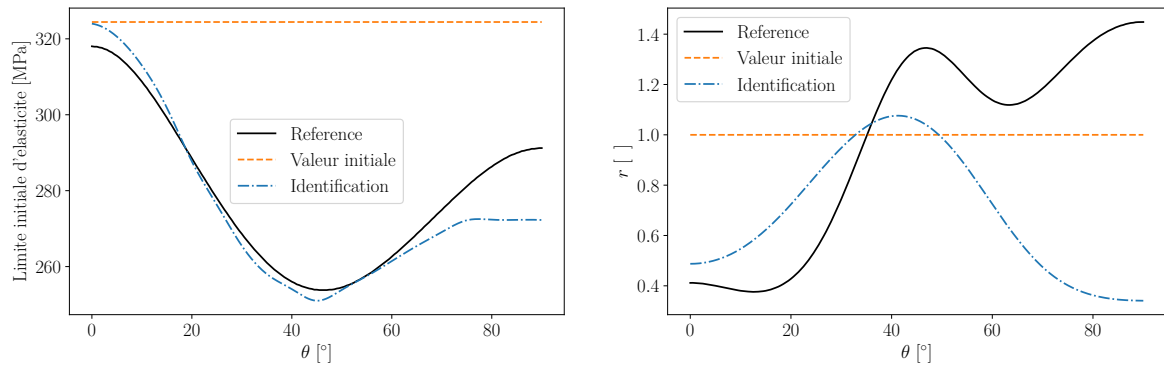 Limite initiale d'elasticite [MPa]
320
300
280
260
0
20
40
60
80
θ [°]
Reference
Valeur initiale
Identification
r [ ]
1.4
1.2
1.0
0.8
0.6
0.4
0
20
40
60
80
θ [°]
Reference
Valeur initiale
Identification